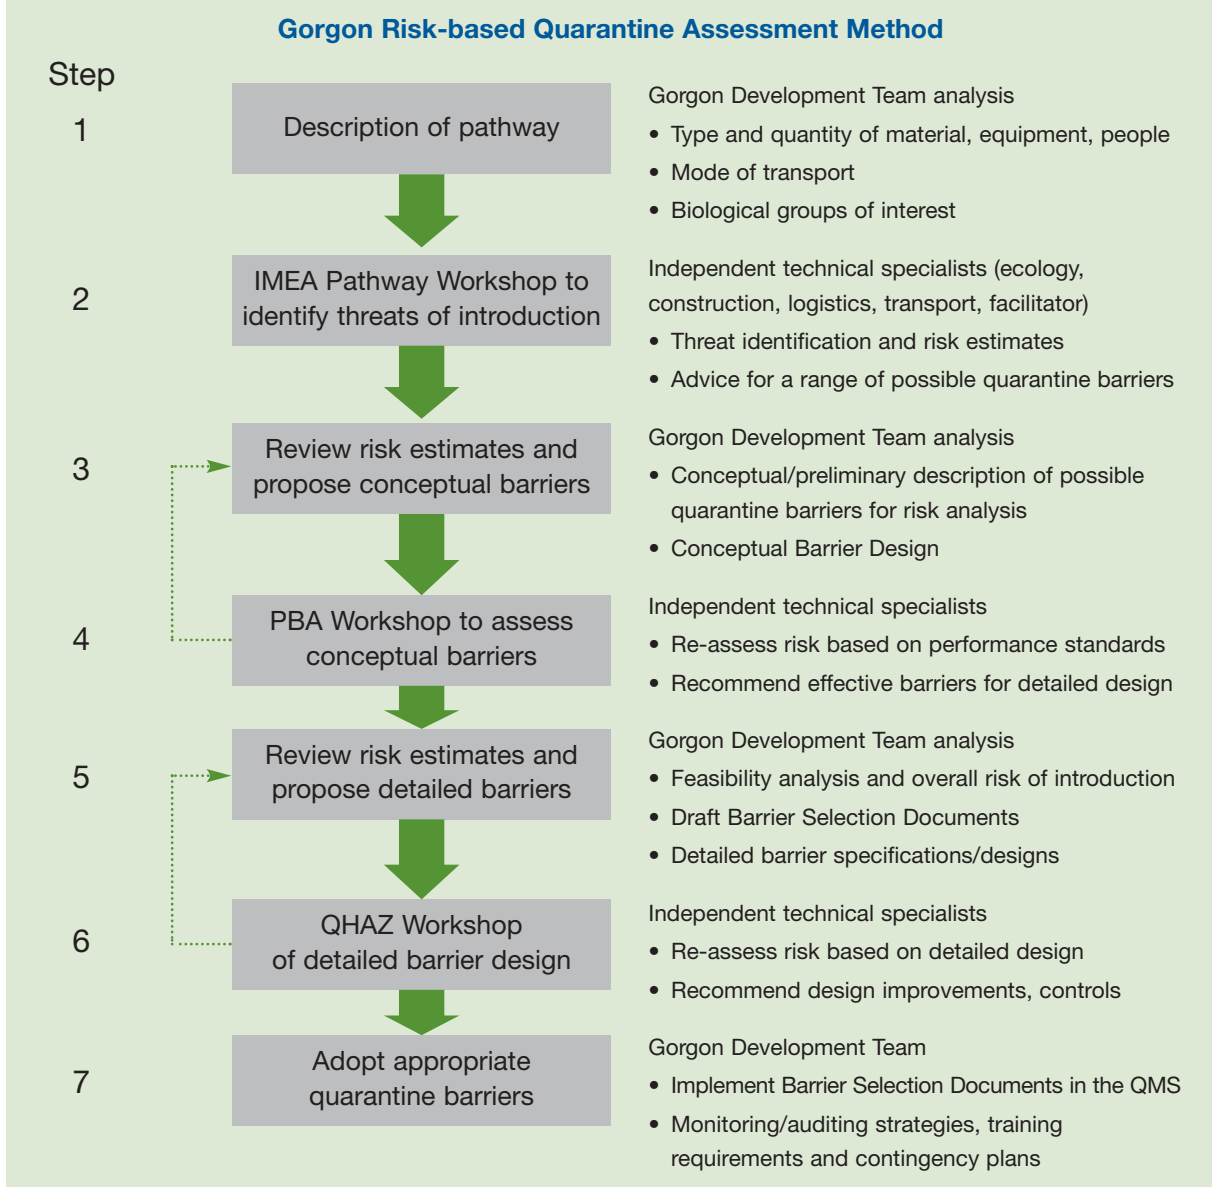 Gorgon Risk-based Quarantine Assessment Method
Step
1
Description of pathway
Gorgon Development Team analysis
• Type and quantity of material, equipment, people
• Mode of transport
• Biological groups of interest
2
IMEA Pathway Workshop to
identify threats of introduction
Independent technical specialists (ecology,
construction, logistics, transport, facilitator)
• Threat identification and risk estimates
• Advice for a range of possible quarantine barriers
3
Review risk estimates and
propose conceptual barriers
Gorgon Development Team analysis
• Conceptual/preliminary description of possible
quarantine barriers for risk analysis
• Conceptual Barrier Design
4
PBA Workshop to assess
conceptual barriers
Independent technical specialists
• Re-assess risk based on performance standards
• Recommend effective barriers for detailed design
5
Review risk estimates and
propose detailed barriers
Gorgon Development Team analysis
• Feasibility analysis and overall risk of introduction
• Draft Barrier Selection Documents
• Detailed barrier specifications/designs
6
QHAZ Workshop
of detailed barrier design
Independent technical specialists
• Re-assess risk based on detailed design
• Recommend design improvements, controls
7
Adopt appropriate
quarantine barriers
Gorgon Development Team
• Implement Barrier Selection Documents in the QMS
• Monitoring/auditing strategies, training
requirements and contingency plans